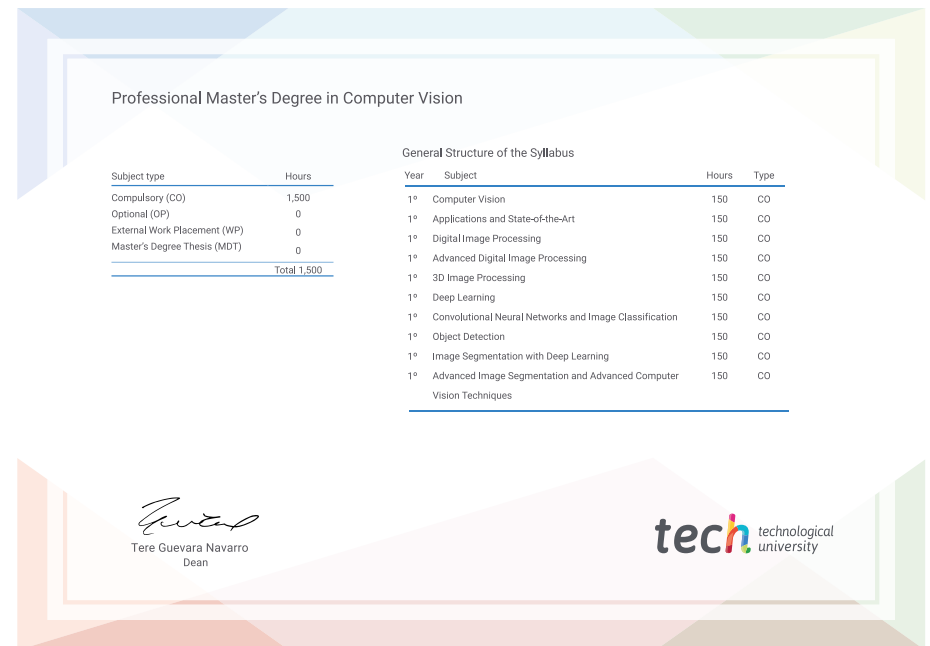 Professional Master's Degree in Computer Vision
General Structure of the Syllabus
Subject type Hours
Compulsory (CO) 1,500
Optional (OP) 0
External Work Placement (WP) 0
Master's Degree Thesis (MDT) 0
Total 1,500
Year Subject Hours Type
1º Computer Vision 150 CO
1º Applications and State-of-the-Art 150 CO
1º Digital Image Processing 150 CO
1º Advanced Digital Image Processing 150 CO
1º 3D Image Processing 150 CO
1º Deep Learning 150 CO
1º Convolutional Neural Networks and Image Classification 150 CO
1º Object Detection 150 CO
1º Image Segmentation with Deep Learning 150 CO
1º Advanced Image Segmentation and Advanced Computer 150 CO
Vision Techniques
Tere Guevara Navarro
Dean
tech technological
university